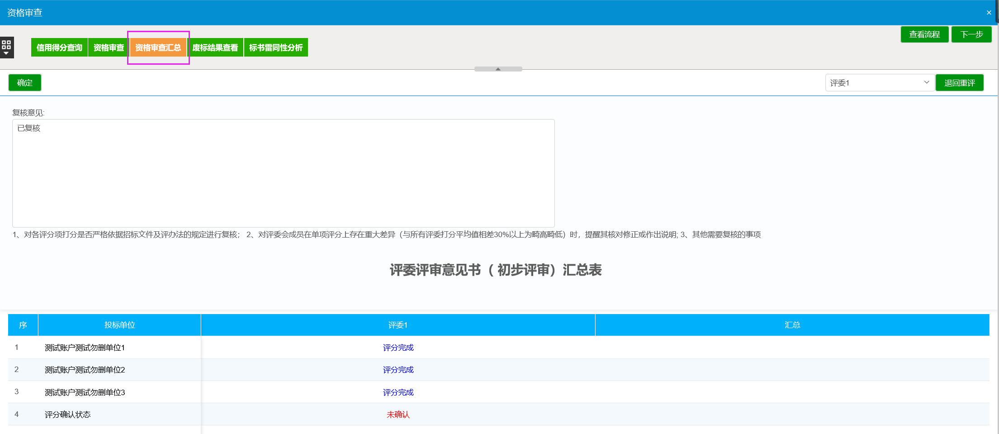 资格审查
×
查看流程 下一步
信用得分查询 资格审查 资格审查汇总 废标结果查看 标书雷同性分析
确定 评委1 退回重评
复核意见:
已复核
1、对各评分项打分是否严格依据招标文件及评办法的规定进行复核； 2、对评委会成员在单项评分上存在重大差异（与所有评委打分平均值相差30%以上为畸高畸低）时，提醒其核对修正或作出说明; 3、其他需要复核的事项
评委评审意见书（ 初步评审）汇总表
序 投标单位 评委1 汇总
1 测试账户测试勿删单位1 评分完成
2 测试账户测试勿删单位2 评分完成
3 测试账户测试勿删单位3 评分完成
4 评分确认状态 未确认